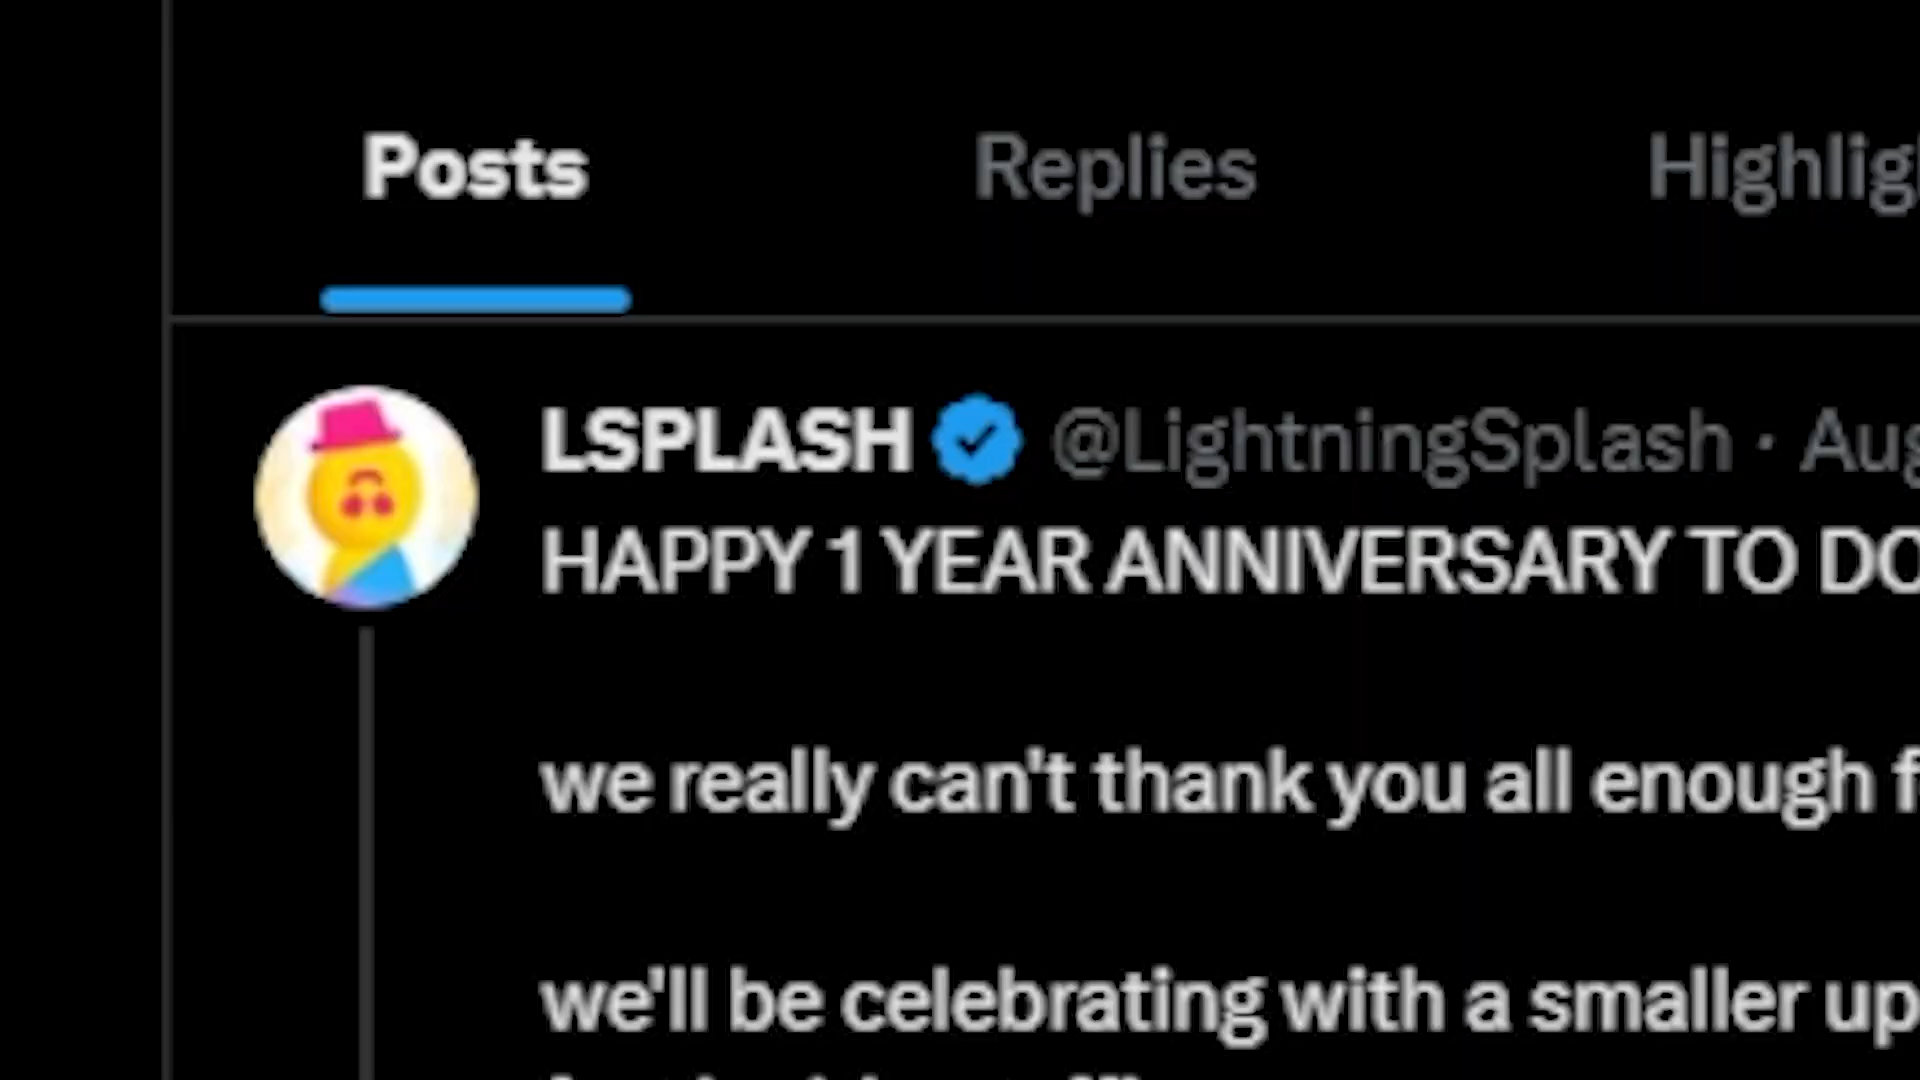 Posts Replies
LSPLASH @LightningSplash ·
HAPPY 1 YEAR ANNIVERSARY TO
we really can't thank you all enough
we'll be celebrating with a smaller